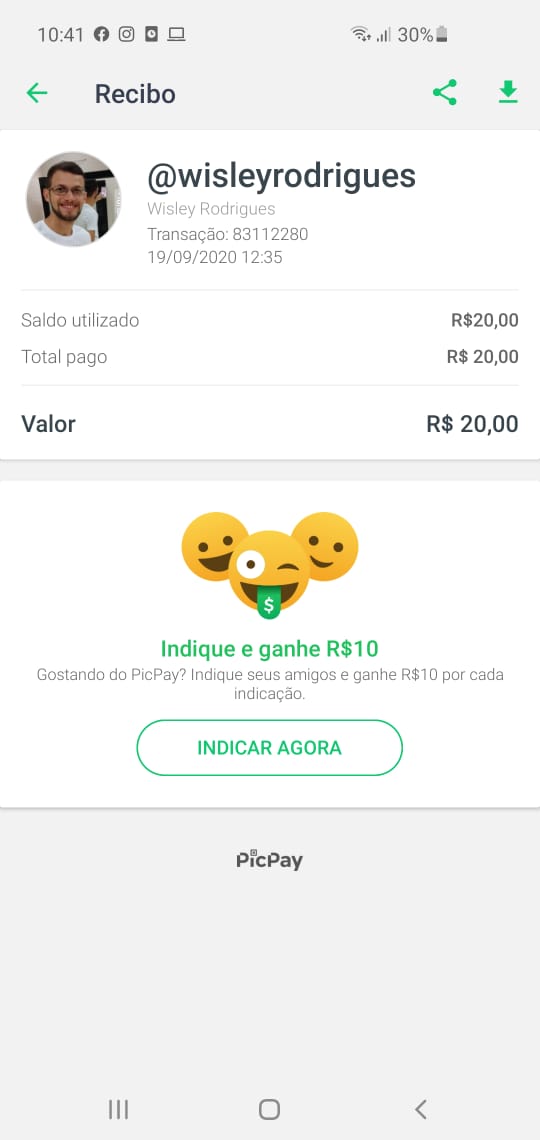 10:41 30%
Recibo
@wisleyrodrigues
Wisley Rodrigues
Transação: 83112280
19/09/2020 12:35
Saldo utilizado R$20,00
Total pago R$ 20,00
Valor R$ 20,00
$
Indique e ganhe R$10
Gostando do PicPay? Indique seus amigos e ganhe R$10 por cada
indicação.
INDICAR AGORA
PicPay